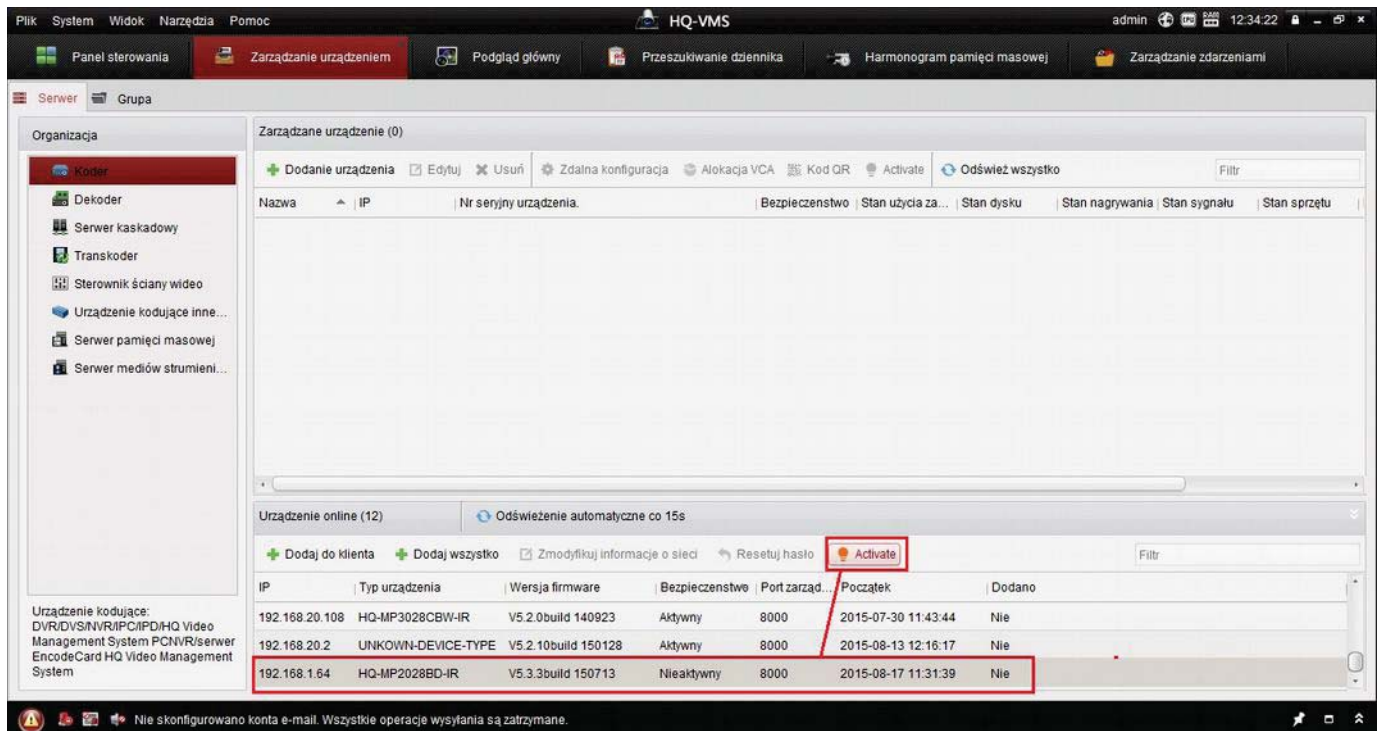 Plik System Widok Narzędzia Pomoc HQ-VMS admin CPU RAM 12:34:22
Panel sterowania Zarządzanie urządzeniem Podgląd główny Przeszukiwanie dziennika Harmonogram pamięci masowej Zarządzanie zdarzeniami
Serwer Grupa
Organizacja
Koder
Dekoder
Serwer kaskadowy
Transkoder
Sterownik ściany wideo
Urządzenie kodujące inne...
Serwer pamięci masowej
Serwer mediów strumieni...
Urządzenie kodujące:
DVR/DVS/NVR/IPC/IPD/HQ Video
Management System PCNVR/serwer
EncodeCard HQ Video Management
System
Zarządzane urządzenie (0)
Dodanie urządzenia Edytuj Usuń Zdalna konfiguracja Alokacja VCA Kod QR Activate Odśwież wszystko Filtr
Nazwa IP Nr seryjny urządzenia. Bezpieczenstwo Stan użycia za... Stan dysku Stan nagrywania Stan sygnału Stan sprzętu
Urządzenie online (12) Odświeżenie automatyczne co 15s
Dodaj do klienta Dodaj wszystko Zmodyfikuj informacje o sieci Resetuj hasło Activate Filtr
IP Typ urządzenia Wersja firmware Bezpieczenstwo Port zarząd... Początek Dodano
192.168.20.108 HQ-MP3028CBW-IR V5.2.0build 140923 Aktywny 8000 2015-07-30 11:43:44 Nie
192.168.20.2 UNKOWN-DEVICE-TYPE V5.2.10build 150128 Aktywny 8000 2015-08-13 12:16:17 Nie
192.168.1.64 HQ-MP2028BD-IR V5.3.3build 150713 Nieaktywny 8000 2015-08-17 11:31:39 Nie
Nie skonfigurowano konta e-mail. Wszystkie operacje wysyłania są zatrzymane.